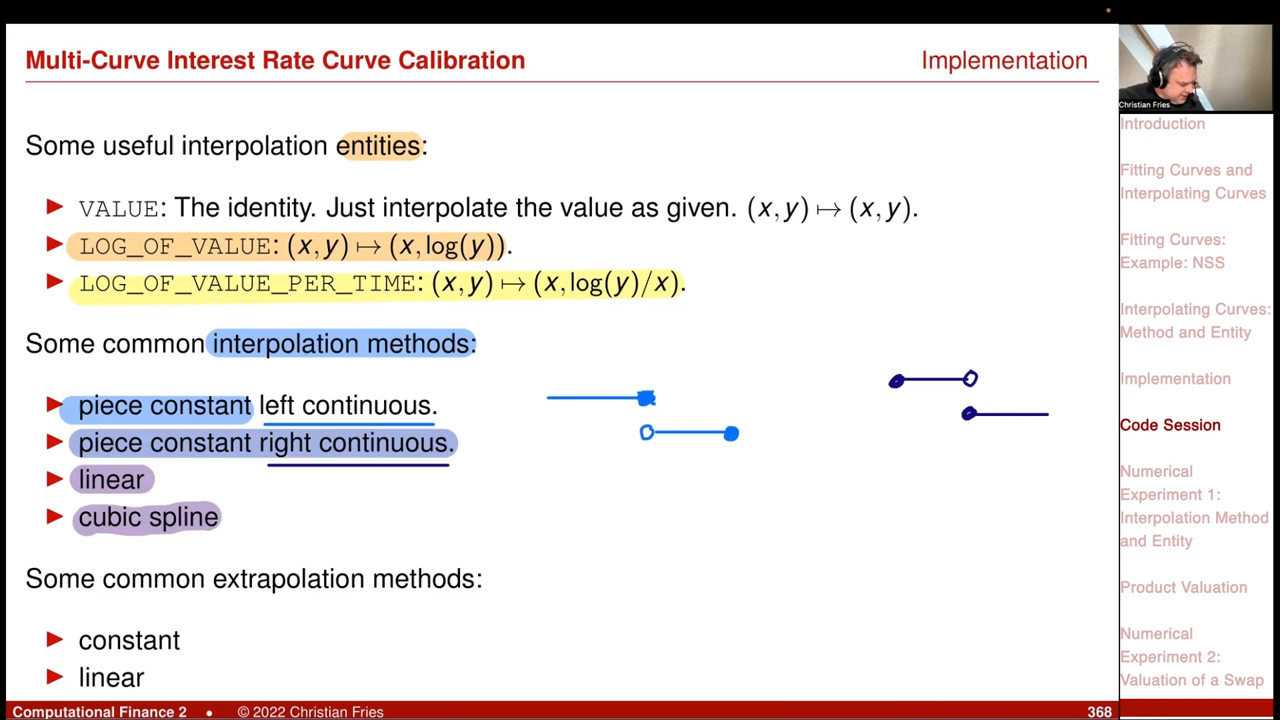 Multi-Curve Interest Rate Curve Calibration
Implementation
Some useful interpolation entities:
VALUE: The identity. Just interpolate the value as given. (x, y) ↦ (x, y).
LOG_OF_VALUE: (x, y) ↦ (x, log(y)).
LOG_OF_VALUE_PER_TIME: (x, y) ↦ (x, log(y)/x).
Some common interpolation methods:
piece constant left continuous.
piece constant right continuous.
linear
cubic spline
Some common extrapolation methods:
constant
linear
Christian Fries
Introduction
Fitting Curves and
Interpolating Curves
Fitting Curves:
Example: NSS
Interpolating Curves:
Method and Entity
Implementation
Code Session
Numerical
Experiment 1:
Interpolation Method
and Entity
Product Valuation
Numerical
Experiment 2:
Valuation of a Swap
Computational Finance 2 • © 2022 Christian Fries 368